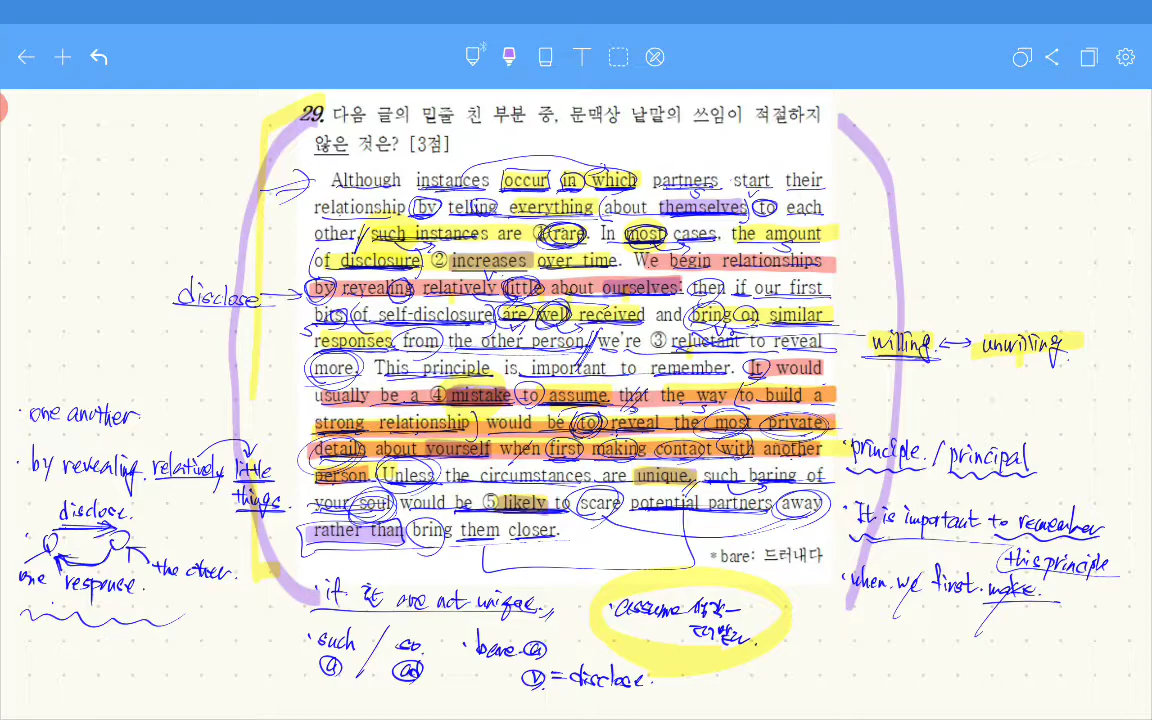 29. 다음 글의 밑줄 친 부분 중, 문맥상 낱말의 쓰임이 적절하지
않은 것은? [3점]
Although instances occur in which partners start their
relationship by telling everything about themselves to each
other, such instances are ① rare. In most cases, the amount
of disclosure ② increases over time. We begin relationships
by revealing relatively little about ourselves; then if our first
bits of self-disclosure are well received and bring on similar
responses from the other person, we're ③ reluctant to reveal
more. This principle is important to remember. It would
usually be a ④ mistake to assume that the way to build a
strong relationship would be to reveal the most private
details about yourself when first making contact with another
person. Unless the circumstances are unique, such baring of
your soul would be ⑤ likely to scare potential partners away
rather than bring them closer.
* bare: 드러내다
disclose
willing ↔ unwilling
· one another
· by revealing relatively little
things.
disclose
one response. the other.
· principle / principal
· It is important to remember
this principle
· when we first make
· if are not unique.
· such / so
ⓐ ad
· bare ⓐ
ⓥ = disclose.
· assume